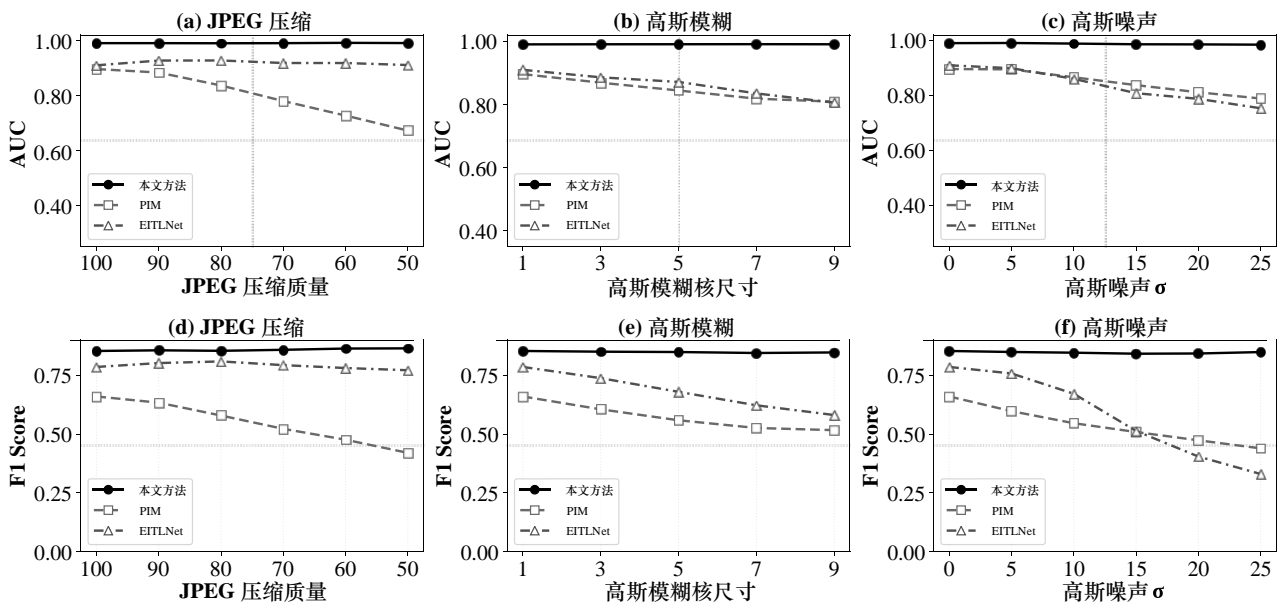 (a) JPEG 压缩
1.00
0.80
0.60
0.40
AUC
本文方法
PIM
EITLNet
100 90 80 70 60 50
JPEG 压缩质量
(b) 高斯模糊
1.00
0.80
0.60
0.40
AUC
本文方法
PIM
EITLNet
1 3 5 7 9
高斯模糊核尺寸
(c) 高斯噪声
1.00
0.80
0.60
0.40
AUC
本文方法
PIM
EITLNet
0 5 10 15 20 25
高斯噪声 σ
(d) JPEG 压缩
0.75
0.50
0.25
0.00
F1 Score
本文方法
PIM
EITLNet
100 90 80 70 60 50
JPEG 压缩质量
(e) 高斯模糊
0.75
0.50
0.25
0.00
F1 Score
本文方法
PIM
EITLNet
1 3 5 7 9
高斯模糊核尺寸
(f) 高斯噪声
0.75
0.50
0.25
0.00
F1 Score
本文方法
PIM
EITLNet
0 5 10 15 20 25
高斯噪声 σ